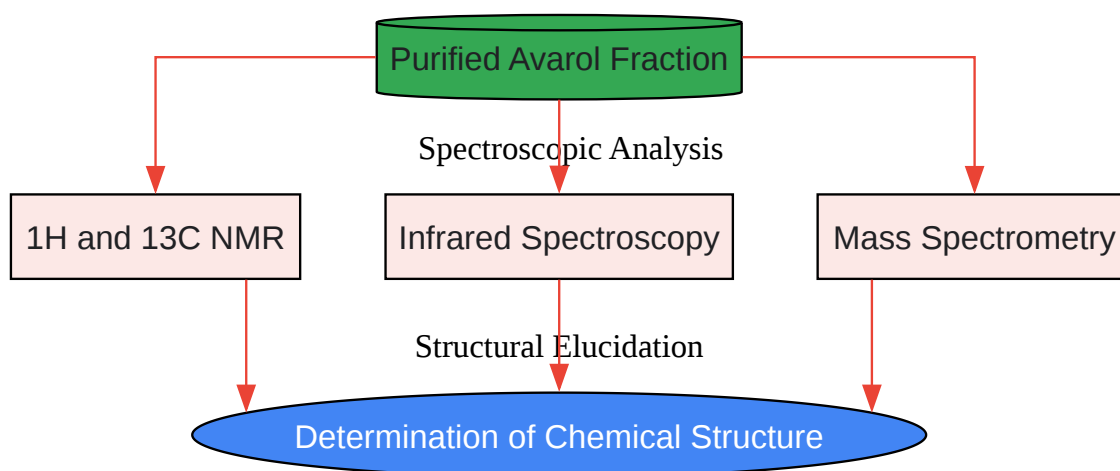 Purified Avarol Fraction
Spectroscopic Analysis
1H and 13C NMR
Infrared Spectroscopy
Mass Spectrometry
Structural Elucidation
Determination of Chemical Structure